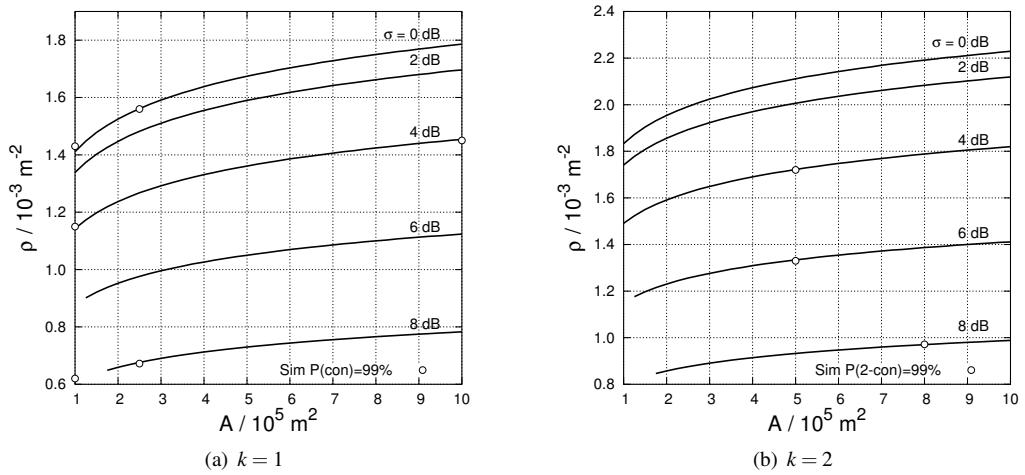 1.8
1.6
1.4
1.2
1.0
0.8
0.6
ρ / 10⁻³ m⁻²
σ = 0 dB
2 dB
4 dB
6 dB
8 dB
Sim P(con)=99%
1 2 3 4 5 6 7 8 9 10
A / 10⁵ m²
(a) k = 1
2.4
2.2
2.0
1.8
1.6
1.4
1.2
1.0
0.8
ρ / 10⁻³ m⁻²
σ = 0 dB
2 dB
4 dB
6 dB
8 dB
Sim P(2-con)=99%
1 2 3 4 5 6 7 8 9 10
A / 10⁵ m²
(b) k = 2